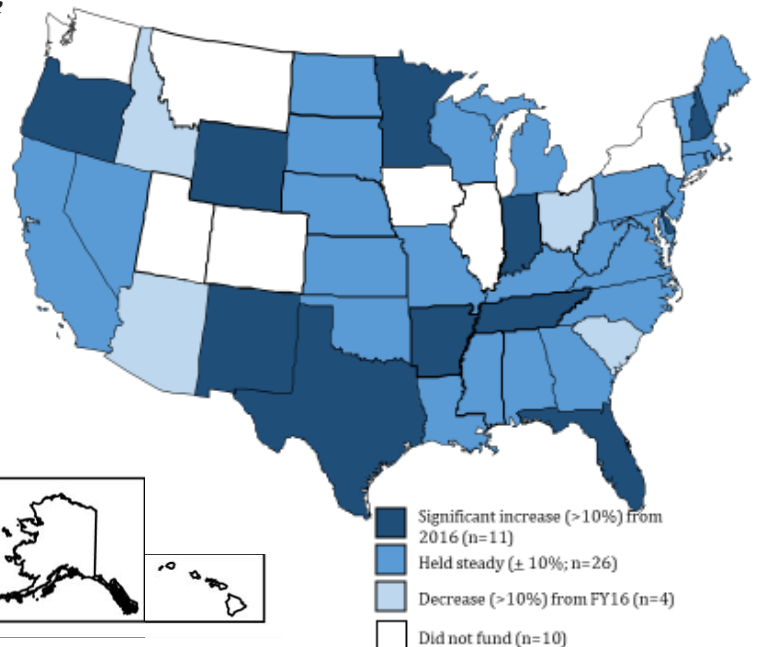 Significant increase (>10%) from
2016 (n=11)
Held steady (± 10%; n=26)
Decrease (>10%) from FY16 (n=4)
Did not fund (n=10)